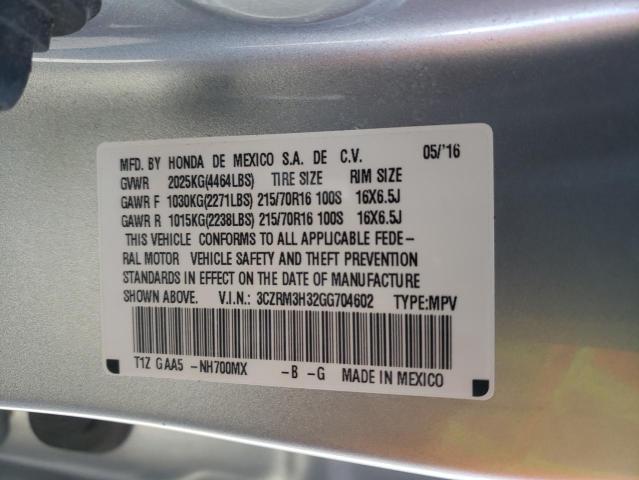 MFD. BY HONDA DE MEXICO S.A. DE C.V. 05/'16
GVWR 2025KG(4464LBS) TIRE SIZE RIM SIZE
GAWR F 1030KG(2271LBS) 215/70R16 100S 16X6.5J
GAWR R 1015KG(2238LBS) 215/70R16 100S 16X6.5J
THIS VEHICLE CONFORMS TO ALL APPLICABLE FEDE-
RAL MOTOR VEHICLE SAFETY AND THEFT PREVENTION
STANDARDS IN EFFECT ON THE DATE OF MANUFACTURE
SHOWN ABOVE. V.I.N.: 3CZRM3H32GG704602 TYPE:MPV
T1Z GAA5 -NH700MX -B -G MADE IN MEXICO